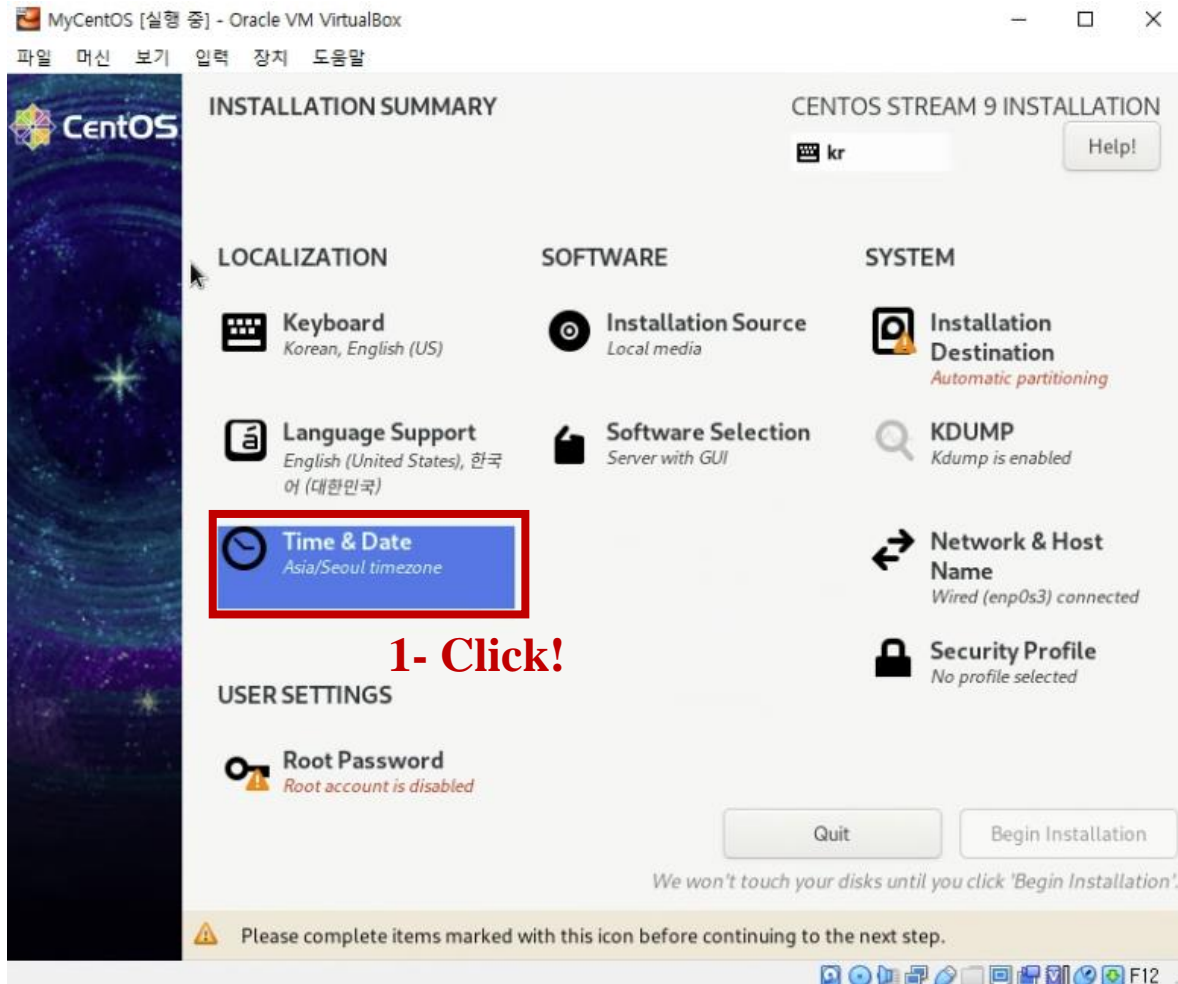 MyCentOS [실행 중] - Oracle VM VirtualBox
파일 머신 보기 입력 장치 도움말
CentOS
INSTALLATION SUMMARY
CENTOS STREAM 9 INSTALLATION
kr
Help!
LOCALIZATION
Keyboard
Korean, English (US)
Language Support
English (United States), 한국
어 (대한민국)
Time & Date
Asia/Seoul timezone
1- Click!
SOFTWARE
Installation Source
Local media
Software Selection
Server with GUI
SYSTEM
Installation
Destination
Automatic partitioning
KDUMP
Kdump is enabled
Network & Host
Name
Wired (enp0s3) connected
Security Profile
No profile selected
USER SETTINGS
Root Password
Root account is disabled
Quit
Begin Installation
We won't touch your disks until you click 'Begin Installation'.
Please complete items marked with this icon before continuing to the next step.
F12